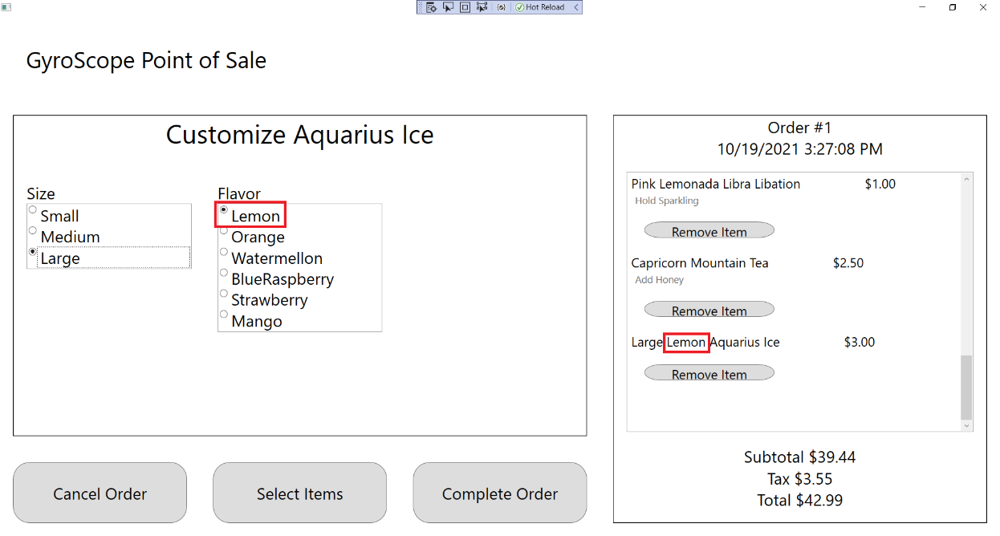 Hot Reload
GyroScope Point of Sale
Customize Aquarius Ice
Size
Small
Medium
Large
Flavor
Lemon
Orange
Watermellon
BlueRaspberry
Strawberry
Mango
Cancel Order
Select Items
Complete Order
Order #1
10/19/2021 3:27:08 PM
Pink Lemonada Libra Libation $1.00
Hold Sparkling
Remove Item
Capricorn Mountain Tea $2.50
Add Honey
Remove Item
Large Lemon Aquarius Ice $3.00
Remove Item
Subtotal $39.44
Tax $3.55
Total $42.99